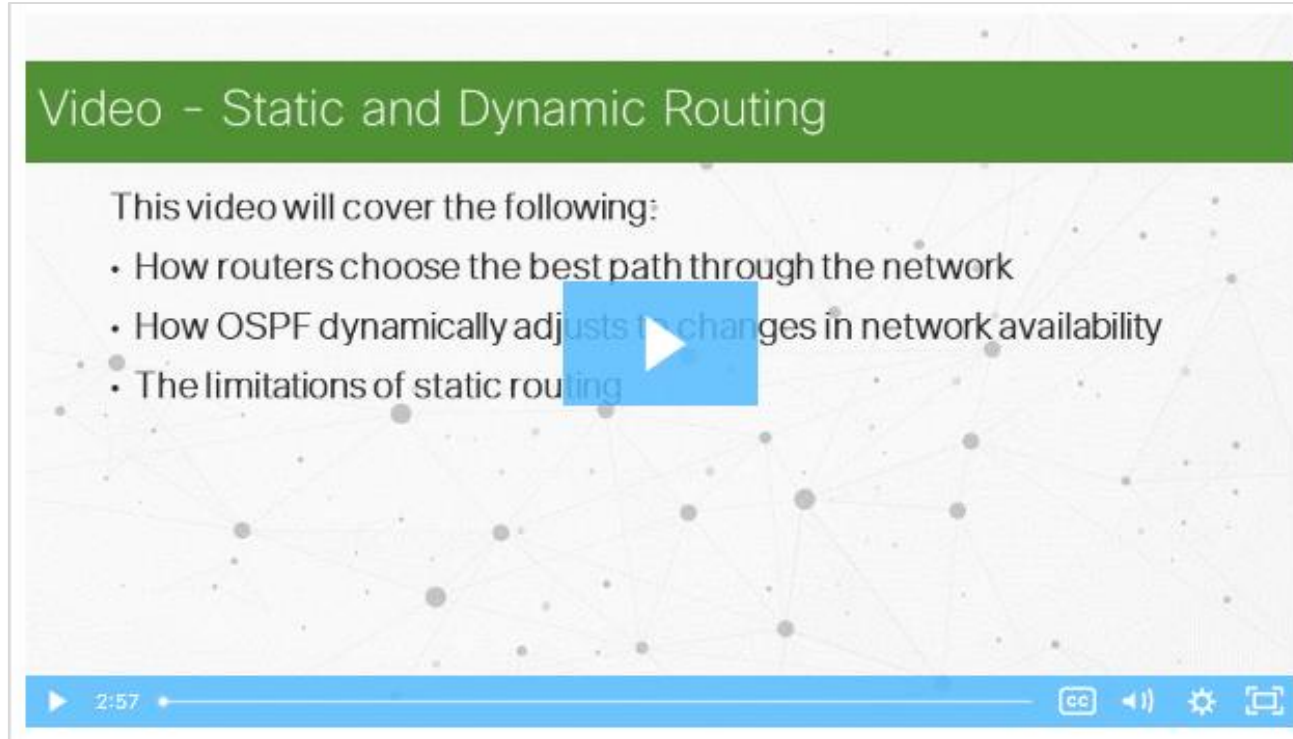 Video - Static and Dynamic Routing
This video will cover the following:
• How routers choose the best path through the network
• How OSPF dynamically adjusts to changes in network availability
• The limitations of static routing
2:57
CC